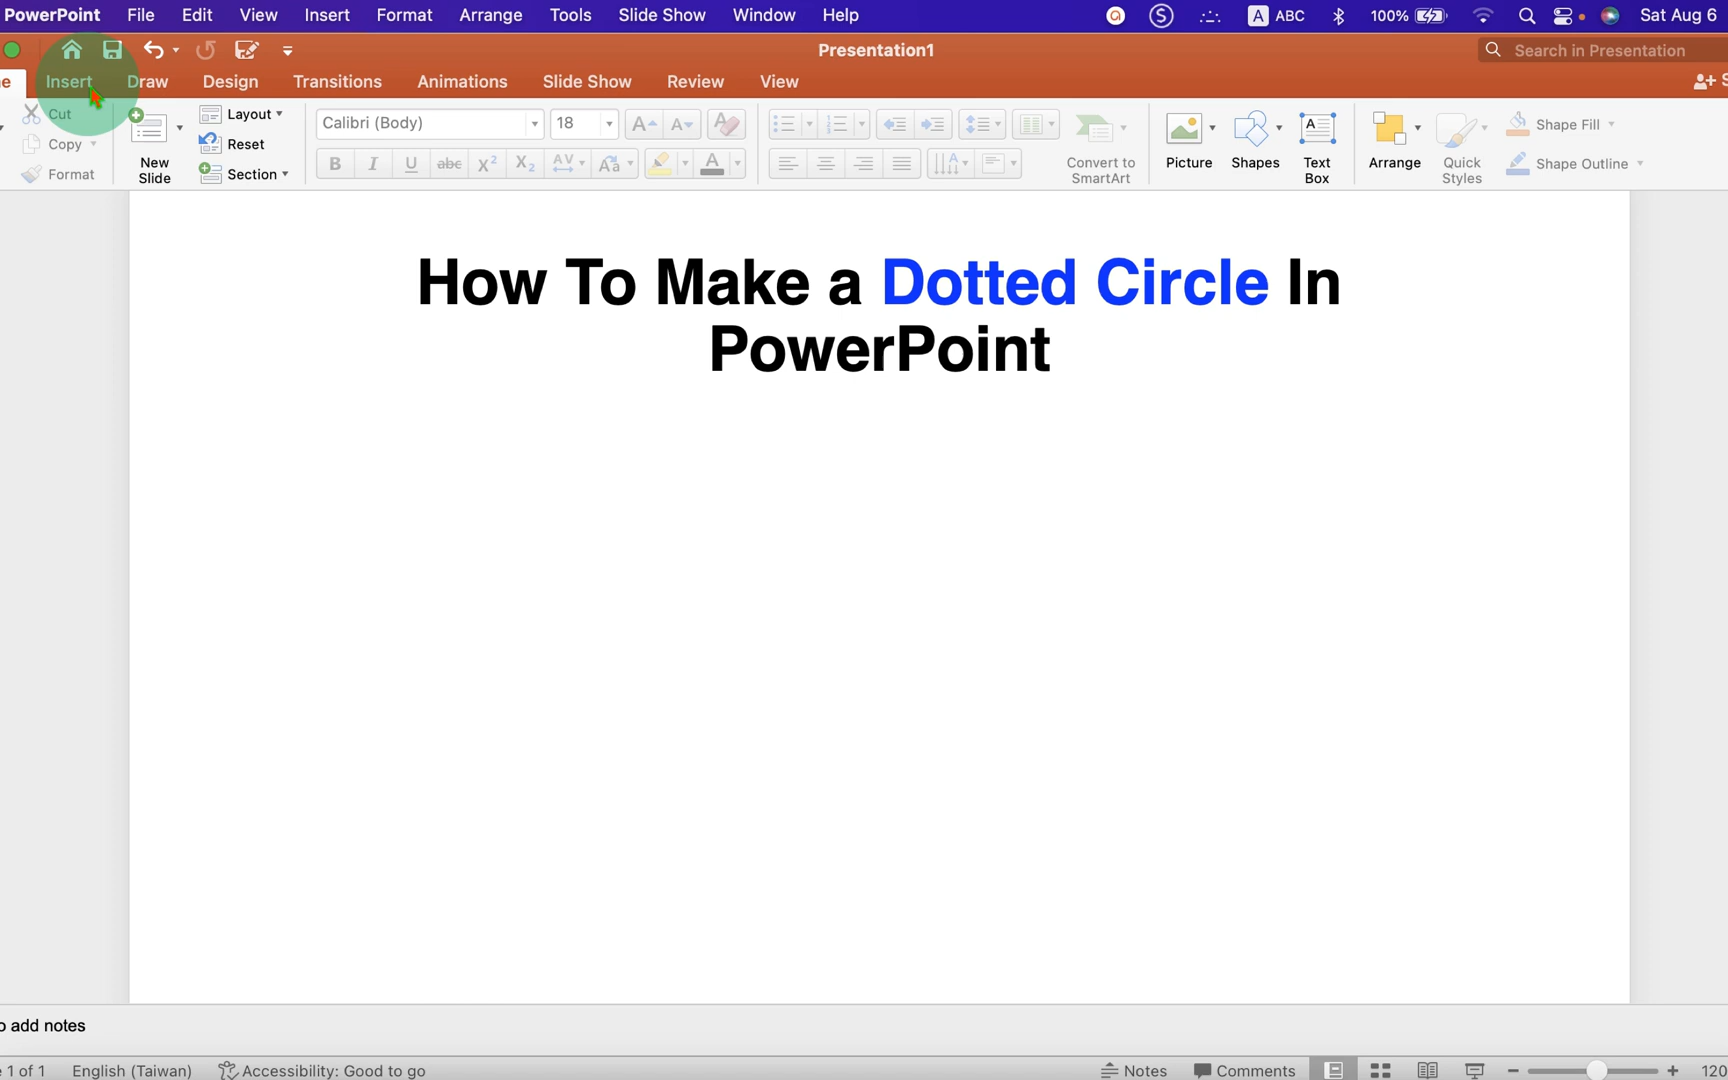 PowerPoint File Edit View Insert Format Arrange Tools Slide Show Window Help A ABC 100% Sat Aug 6
Presentation1 Search in Presentation
Insert Draw Design Transitions Animations Slide Show Review View
Cut Layout Calibri (Body) 18 Shape Fill
Copy Reset
New Slide Format Section Convert to SmartArt Picture Shapes Text Box Arrange Quick Styles Shape Outline
How To Make a Dotted Circle In
PowerPoint
add notes
1 of 1 English (Taiwan) Accessibility: Good to go Notes Comments 120